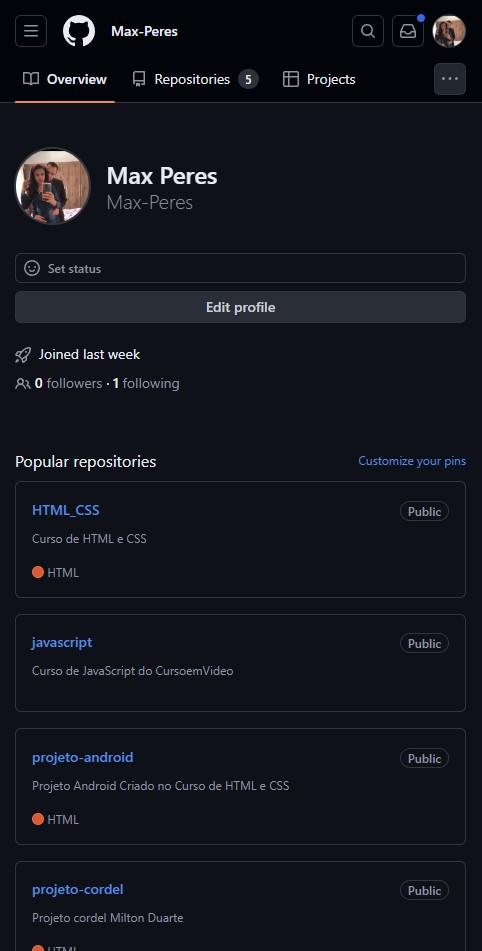 Max-Peres
Overview
Repositories 5
Projects
Max Peres
Max-Peres
Set status
Edit profile
Joined last week
0 followers · 1 following
Popular repositories
Customize your pins
HTML_CSS
Public
Curso de HTML e CSS
HTML
javascript
Public
Curso de JavaScript do CursoemVideo
projeto-android
Public
Projeto Android Criado no Curso de HTML e CSS
HTML
projeto-cordel
Public
Projeto cordel Milton Duarte
HTML